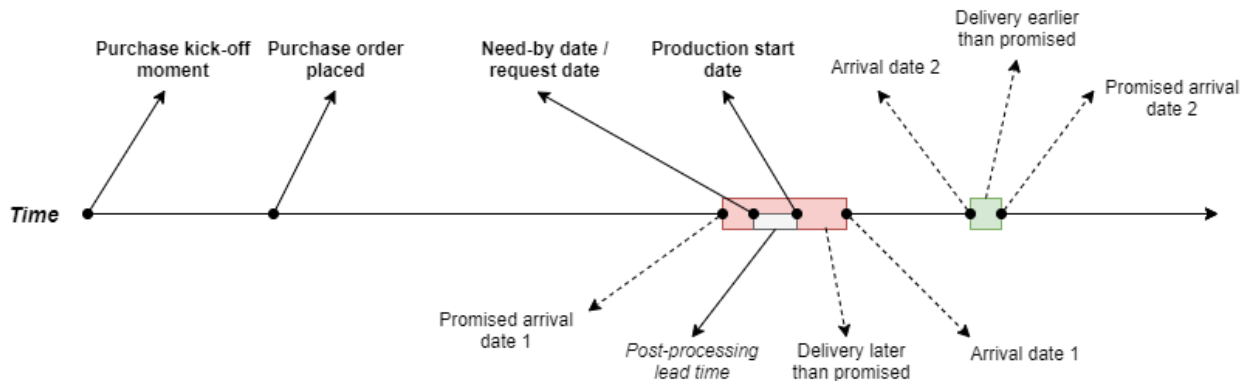 Purchase kick-off
moment
Purchase order
placed
Need-by date /
request date
Production start
date
Arrival date 2
Delivery earlier
than promised
Promised arrival
date 2
Time
Promised arrival
date 1
Post-processing
lead time
Delivery later
than promised
Arrival date 1